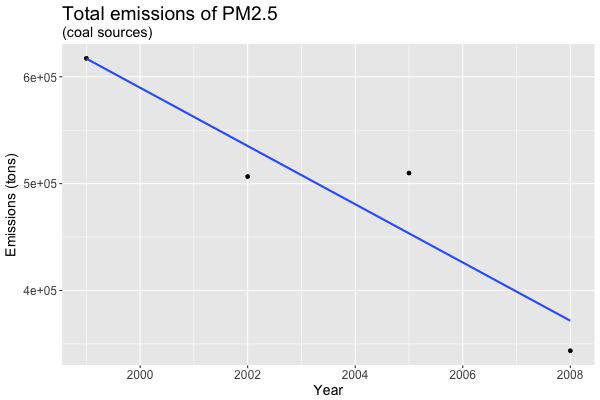 Total emissions of PM2.5
(coal sources)
Emissions (tons)
6e+05
5e+05
4e+05
2000 2002 2004 2006 2008
Year